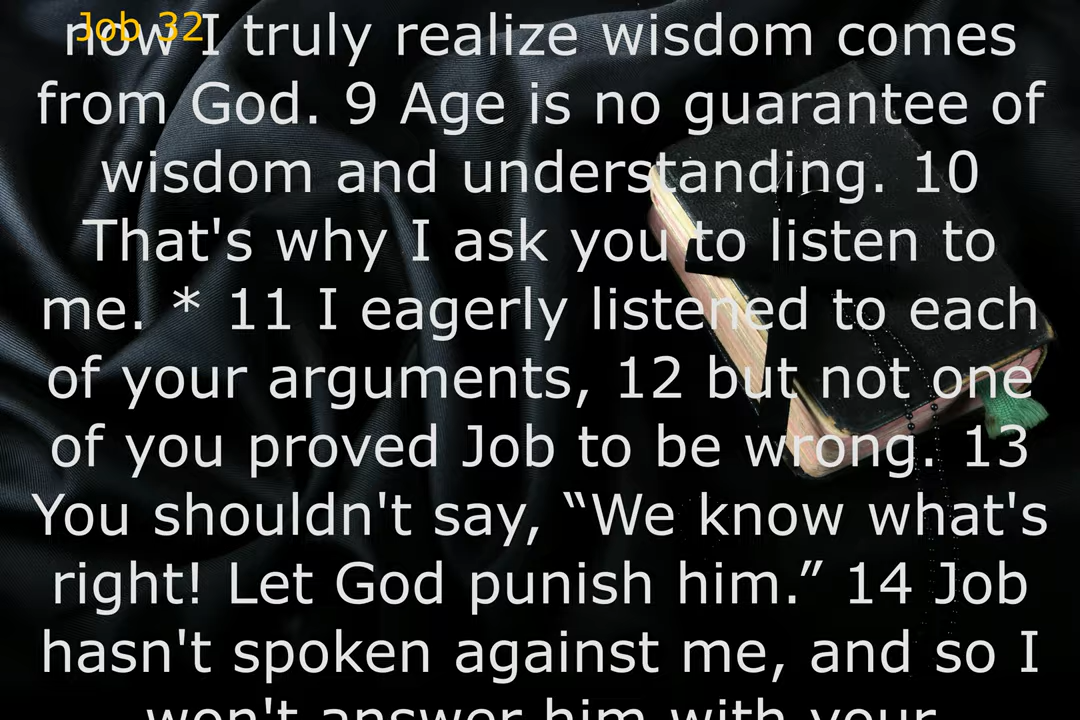 Job 32
now I truly realize wisdom comes
from God. 9 Age is no guarantee of
wisdom and understanding. 10
That's why I ask you to listen to
me. * 11 I eagerly listened to each
of your arguments, 12 but not one
of you proved Job to be wrong. 13
You shouldn't say, “We know what's
right! Let God punish him.” 14 Job
hasn't spoken against me, and so I
won't answer him with your